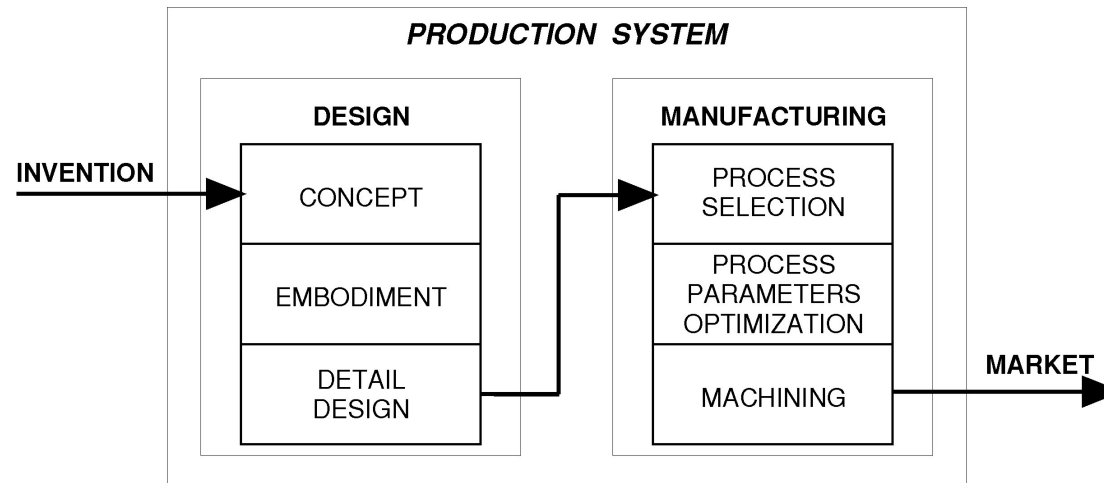 PRODUCTION SYSTEM
DESIGN
MANUFACTURING
INVENTION
CONCEPT
EMBODIMENT
DETAIL
DESIGN
PROCESS
SELECTION
PROCESS
PARAMETERS
OPTIMIZATION
MACHINING
MARKET